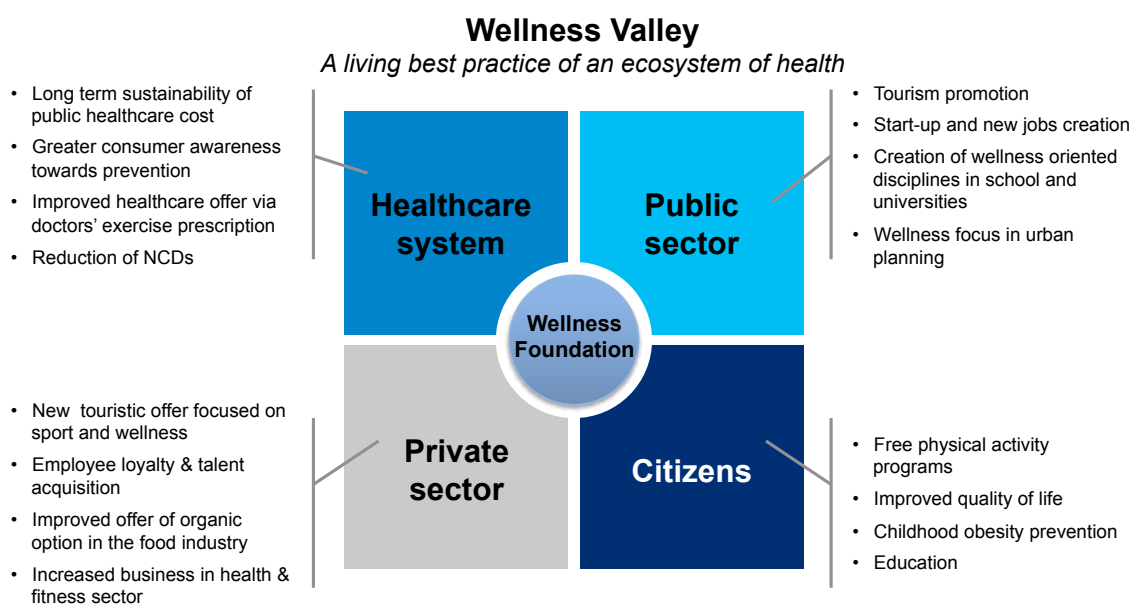 Wellness Valley
A living best practice of an ecosystem of health
• Long term sustainability of
public healthcare cost
• Greater consumer awareness
towards prevention
• Improved healthcare offer via
doctors’ exercise prescription
• Reduction of NCDs
Healthcare
system
Public
sector
• Tourism promotion
• Start-up and new jobs creation
• Creation of wellness oriented
disciplines in school and
universities
• Wellness focus in urban
planning
Wellness
Foundation
• New touristic offer focused on
sport and wellness
• Employee loyalty & talent
acquisition
• Improved offer of organic
option in the food industry
• Increased business in health &
fitness sector
Private
sector
Citizens
• Free physical activity
programs
• Improved quality of life
• Childhood obesity prevention
• Education